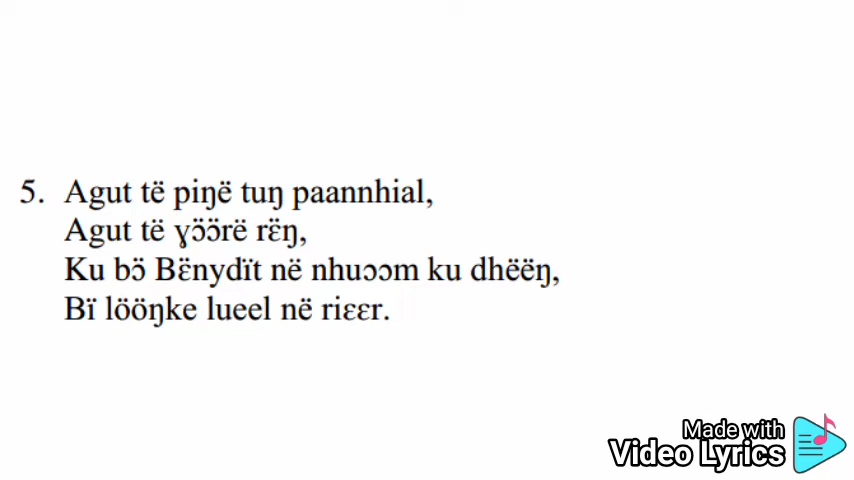 5. Agut të piŋë tuŋ paannhial,
Agut të ɣɔ̈ɔ̈rë rɛ̈ŋ,
Ku bɔ̈ Bɛ̈nydït në nhuɔɔm ku dhëëŋ,
Bï lööŋke lueel në riɛɛr.
Made with
Video Lyrics